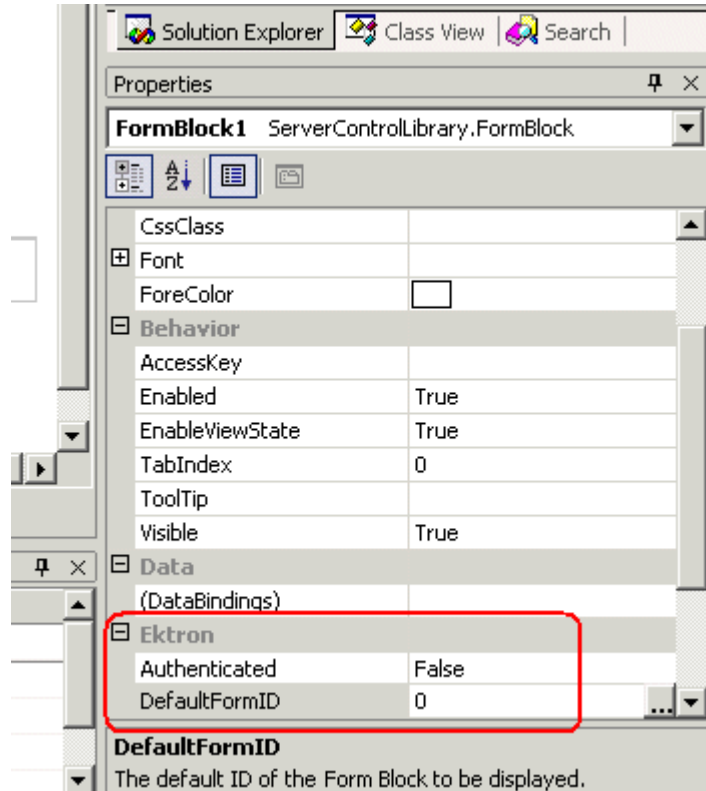 Solution Explorer Class View Search
Properties
FormBlock1 ServerControlLibrary.FormBlock
CssClass
Font
ForeColor
Behavior
AccessKey
Enabled True
EnableViewState True
TabIndex 0
ToolTip
Visible True
Data
(DataBindings)
Ektron
Authenticated False
DefaultFormID 0 ...
DefaultFormID
The default ID of the Form Block to be displayed.